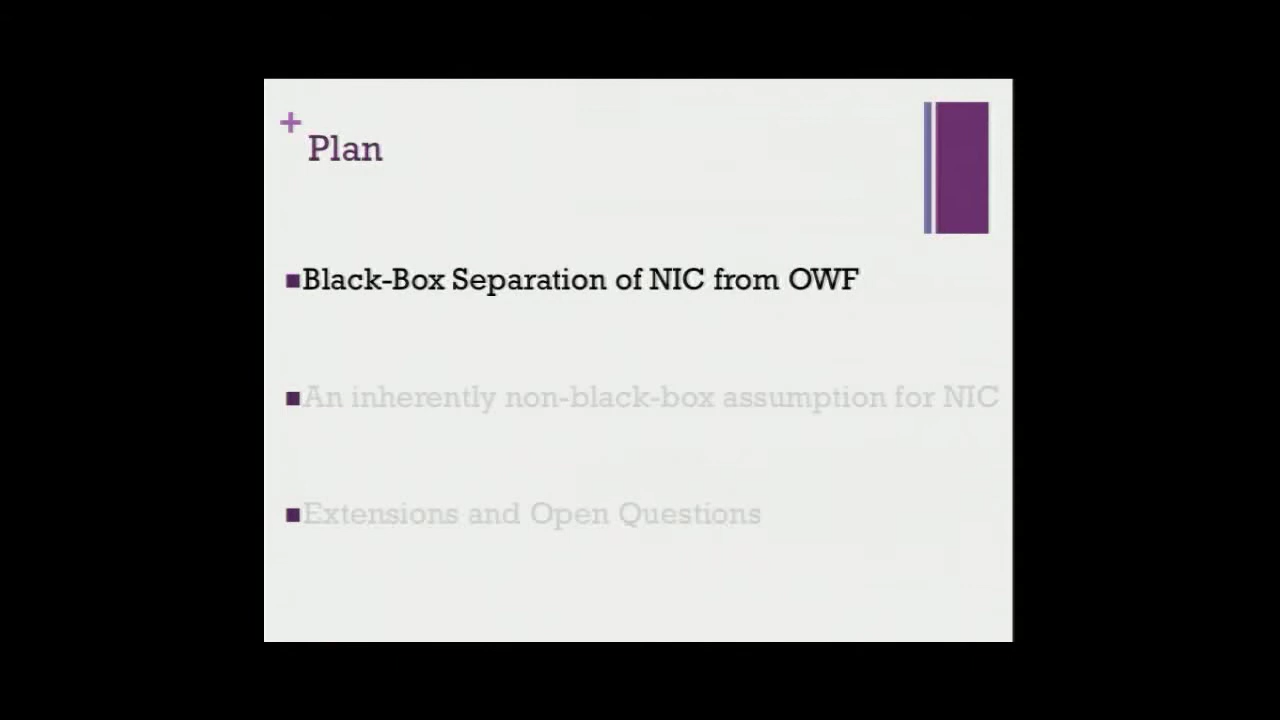 +
Plan
Black-Box Separation of NIC from OWF
An inherently non-black-box assumption for NIC
Extensions and Open Questions